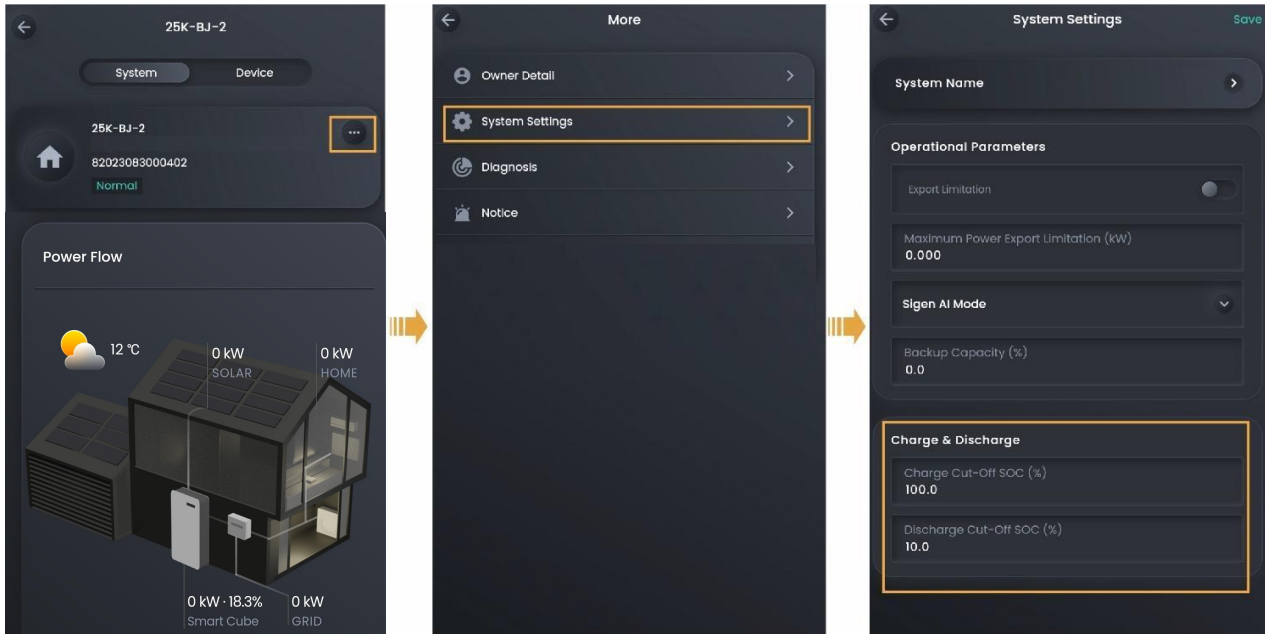 25K-BJ-2
System
Device
25K-BJ-2
...
82023083000402
Normal
Power Flow
12 °C
0 kW
SOLAR
0 kW
HOME
0 kW · 18.3%
Smart Cube
0 kW
GRID
More
Owner Detail
System Settings
Diagnosis
Notice
System Settings
Save
System Name
Operational Parameters
Export Limitation
Maximum Power Export Limitation (kW)
0.000
Sigen AI Mode
Backup Capacity (%)
0.0
Charge & Discharge
Charge Cut-Off SOC (%)
100.0
Discharge Cut-Off SOC (%)
10.0